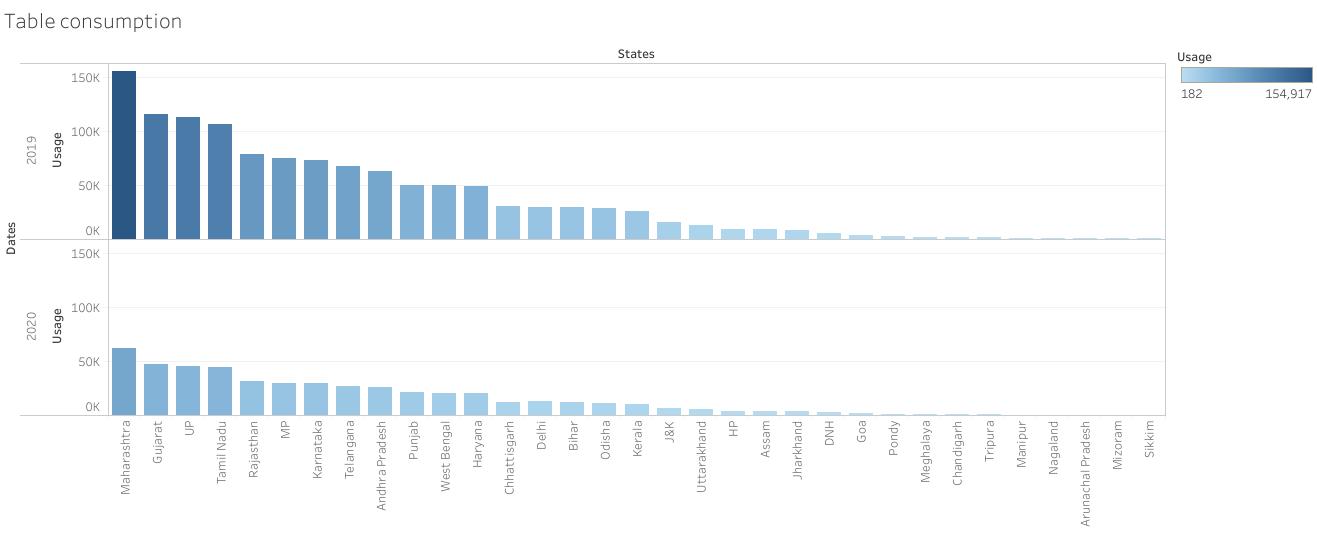 Table consumption
States
Usage
182 154,917
Dates
2019
Usage
150K
100K
50K
0K
2020
Usage
150K
100K
50K
0K
Maharashtra
Gujarat
UP
Tamil Nadu
Rajasthan
MP
Karnataka
Telangana
Andhra Pradesh
Punjab
West Bengal
Haryana
Chhattisgarh
Delhi
Bihar
Odisha
Kerala
J&K
Uttarakhand
HP
Assam
Jharkhand
DNH
Goa
Pondy
Meghalaya
Chandigarh
Tripura
Manipur
Nagaland
Arunachal Pradesh
Mizoram
Sikkim